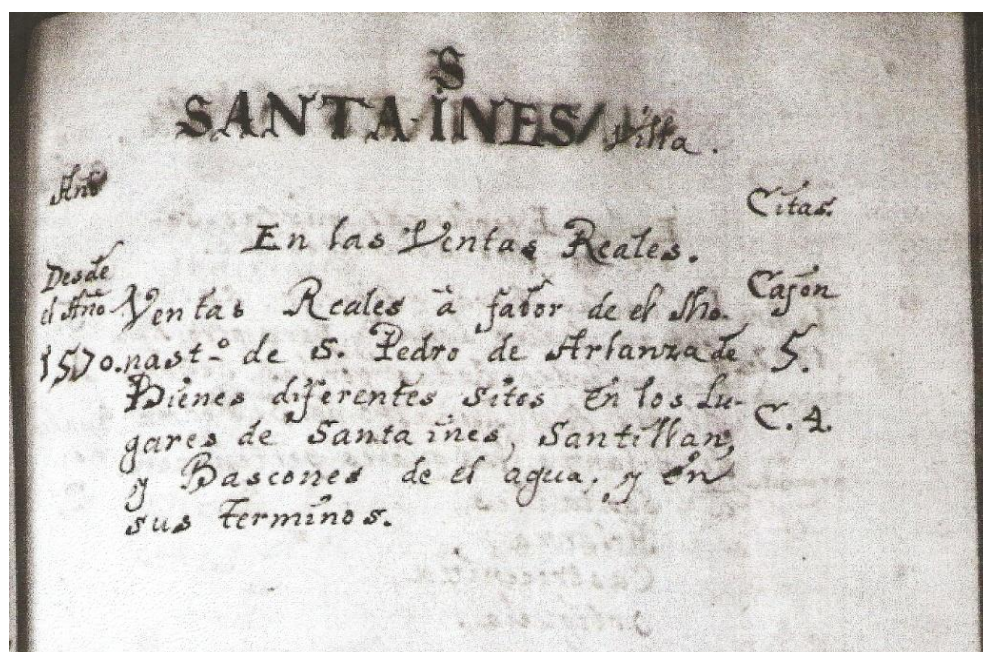 S
SANTA INES/ Villa.
Año
Citas.
En las Ventas Reales.
Desde
el Año
1570.
Ventas Reales à fabor de el Mo-
nast.º de S. Pedro de Arlanza de
Bienes diferentes sitos en los Lu-
gares de Santa ines, Santillan,
y Bascones de el agua, y en
sus terminos.
Cajon
5.
C. 4.